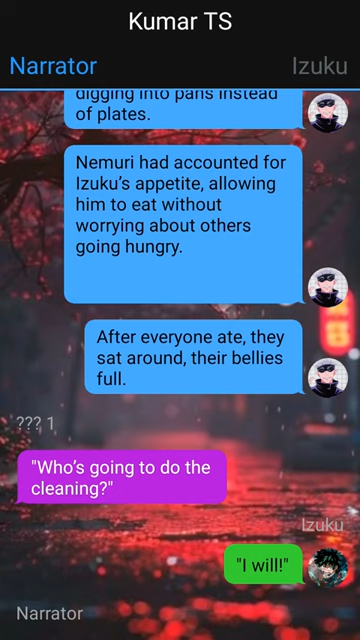 Kumar TS
Narrator
Izuku
digging into pans instead
of plates.
Nemuri had accounted for
Izuku’s appetite, allowing
him to eat without
worrying about others
going hungry.
After everyone ate, they
sat around, their bellies
full.
??? 1
"Who’s going to do the
cleaning?"
Izuku
"I will!"
Narrator